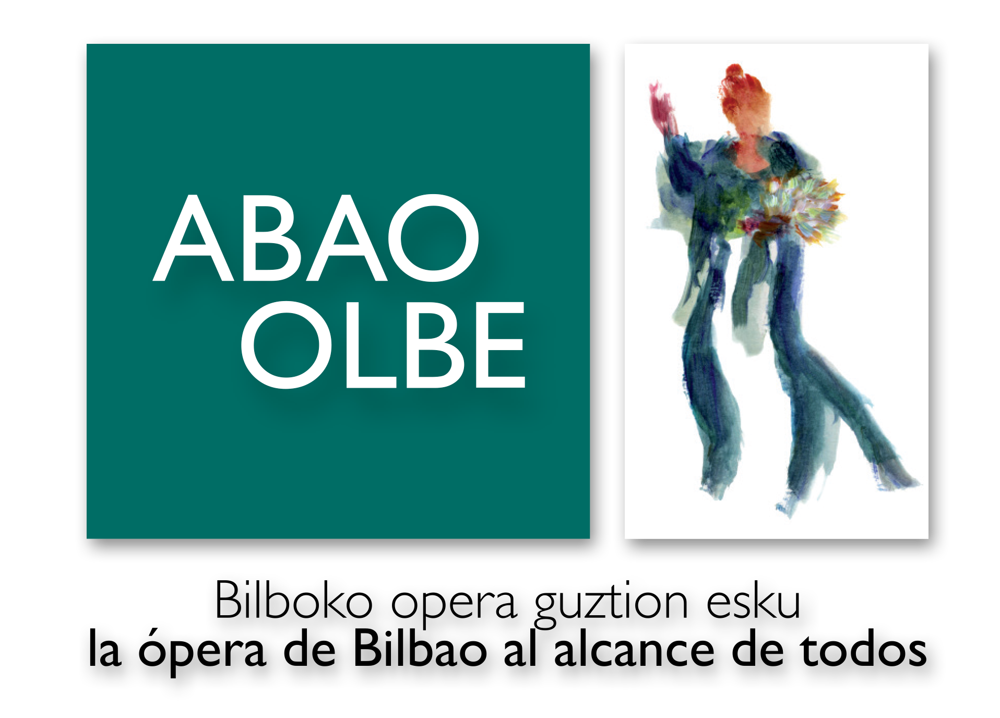 ABAO
OLBE
Bilboko opera guztion esku
la ópera de Bilbao al alcance de todos